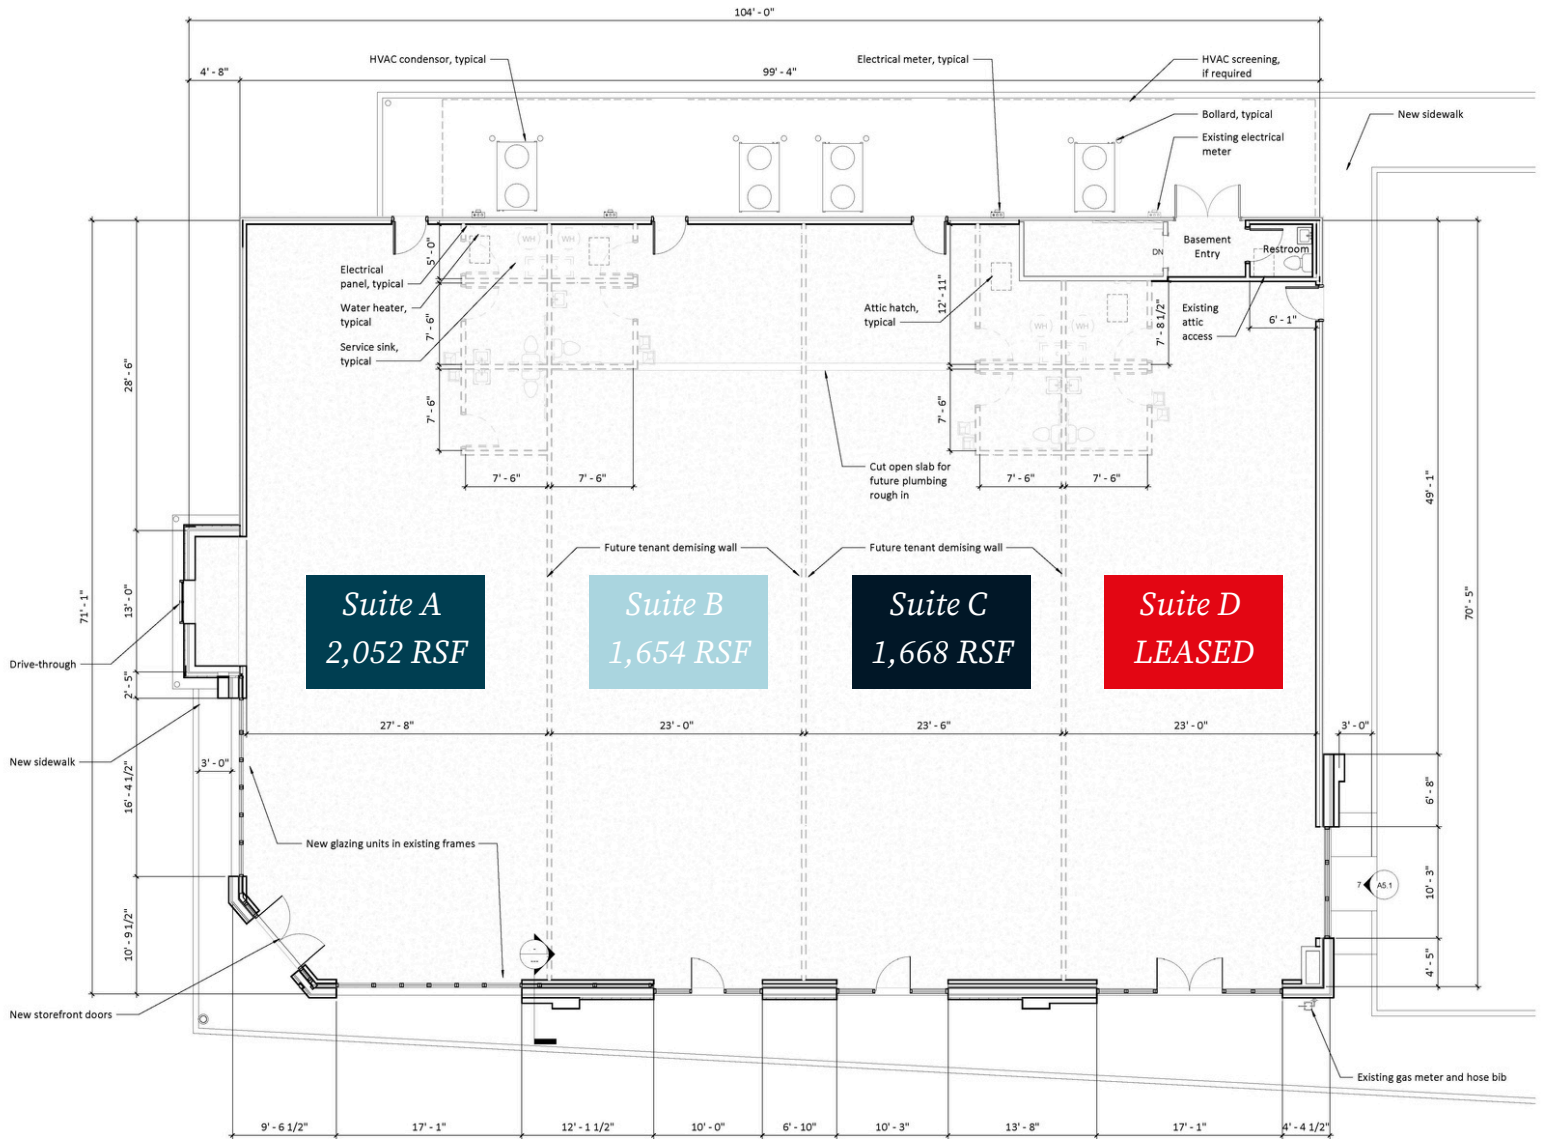 104' - 0"
HVAC condensor, typical
Electrical meter, typical
HVAC screening,
if required
4' - 8"
99' - 4"
Bollard, typical
New sidewalk
Existing electrical
meter
5' - 0"
WH
WH
Electrical
panel, typical
Water heater,
typical
Service sink,
typical
7' - 6"
7' - 6"
7' - 6"
7' - 6"
DN
Basement
Entry
Restroom
12' - 11"
Attic hatch,
typical
WH
WH
7' - 8 1/2"
Existing
attic
access
6' - 1"
7' - 6"
7' - 6"
7' - 6"
Cut open slab for
future plumbing
rough in
28' - 6"
71' - 1"
13' - 0"
49' - 1"
70' - 5"
Future tenant demising wall
Future tenant demising wall
Suite A
2,052 RSF
Suite B
1,654 RSF
Suite C
1,668 RSF
Suite D
LEASED
Drive-through
2' - 5"
27' - 8"
23' - 0"
23' - 6"
23' - 0"
3' - 0"
New sidewalk
3' - 0"
16' - 4 1/2"
6' - 8"
New glazing units in existing frames
7
A5.1
10' - 3"
10' - 9 1/2"
4' - 5"
New storefront doors
Existing gas meter and hose bib
9' - 6 1/2"
17' - 1"
12' - 1 1/2"
10' - 0"
6' - 10"
10' - 3"
13' - 8"
17' - 1"
4' - 4 1/2"